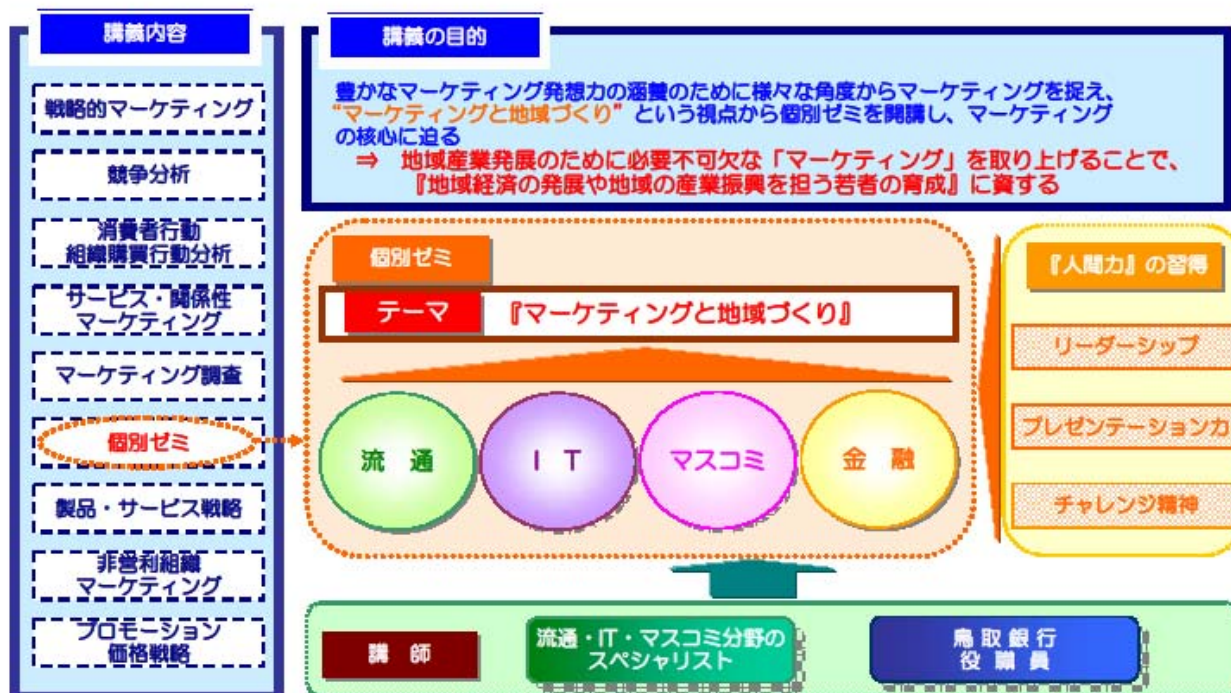 講義内容
戦略的マーケティング
競争分析
消費者行動
組織購買行動分析
サービス・関係性
マーケティング
マーケティング調査
個別ゼミ
製品・サービス戦略
非営利組織
マーケティング
プロモーション
価格戦略
講義の目的
豊かなマーケティング発想力の涵養のために様々な角度からマーケティングを捉え、
“マーケティングと地域づくり”という視点から個別ゼミを開講し、マーケティング
の核心に迫る
⇒ 地域産業発展のために必要不可欠な「マーケティング」を取り上げることで、
『地域経済の発展や地域の産業振興を担う若者の育成』に資する
個別ゼミ
テーマ 『マーケティングと地域づくり』
流通 IT マスコミ 金融
『人間力』の習得
リーダーシップ
プレゼンテーション力
チャレンジ精神
講師
流通・IT・マスコミ分野の
スペシャリスト
鳥取銀行
役職員